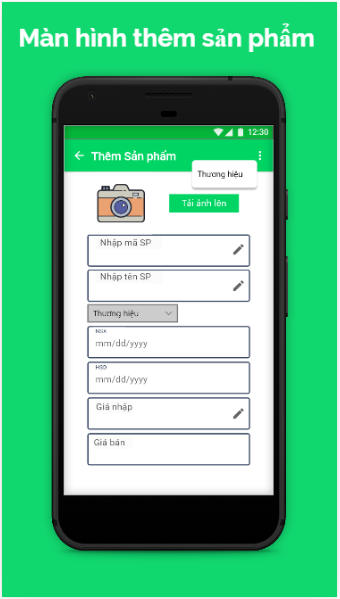 Màn hình thêm sản phẩm
12:30
Thêm Sản phẩm
Thương hiệu
Tải ảnh lên
Nhập mã SP
Nhập tên SP
Thương hiệu
NSX
mm/dd/yyyy
HSD
mm/dd/yyyy
Giá nhập
Giá bán